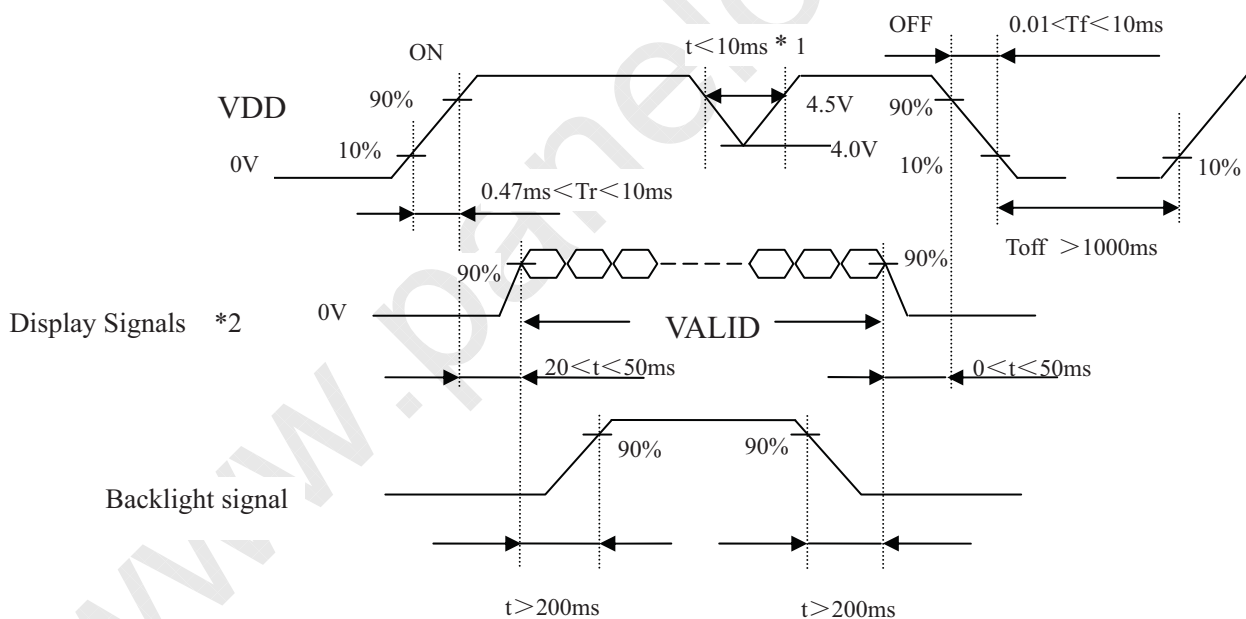 OFF
0.01<Tf<10ms
t<10ms * 1
ON
VDD
90%
4.5V
90%
4.0V
0V
10%
10%
10%
0.47ms<Tr<10ms
Toff >1000ms
90%
90%
0V
Display Signals *2
VALID
20<t<50ms
0<t<50ms
90%
90%
Backlight signal
t>200ms
t>200ms